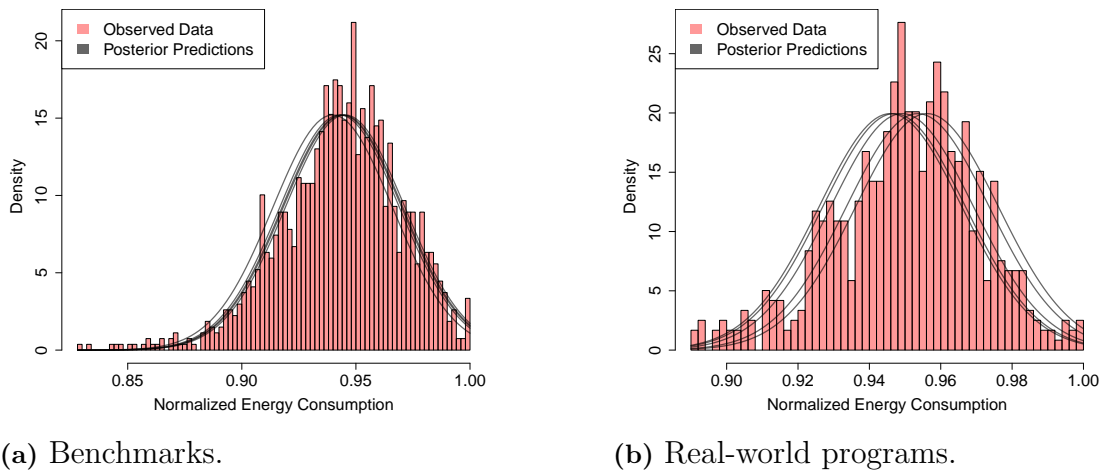 Observed Data
Posterior Predictions
Density
0 5 10 15 20
0.85 0.90 0.95 1.00
Normalized Energy Consumption
(a) Benchmarks.
Observed Data
Posterior Predictions
Density
0 5 10 15 20 25
0.90 0.92 0.94 0.96 0.98 1.00
Normalized Energy Consumption
(b) Real-world programs.